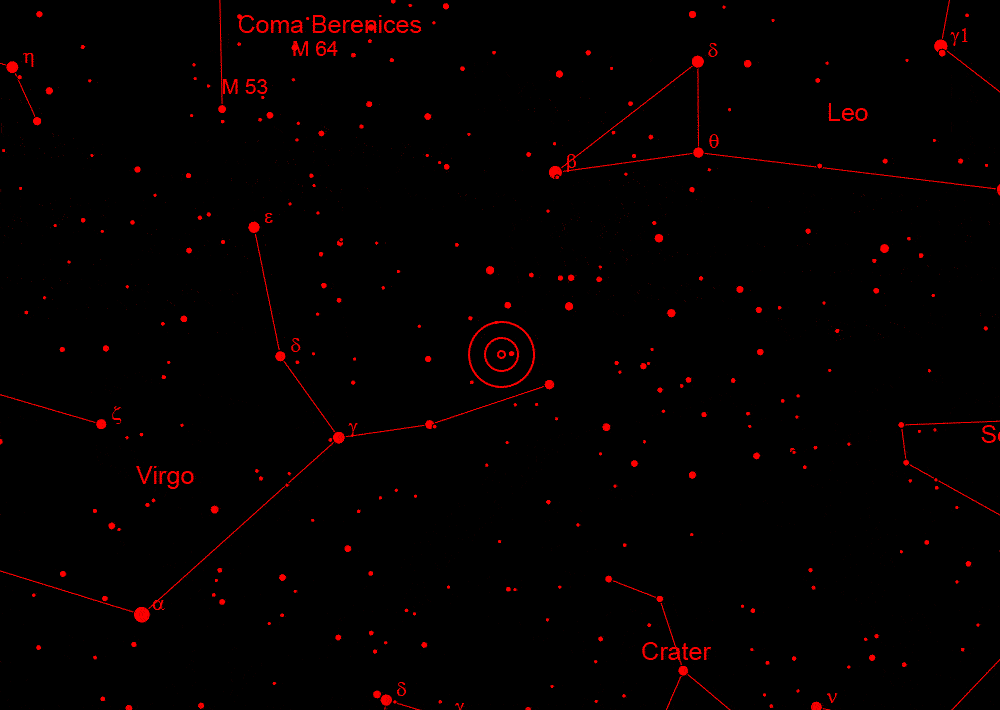 Coma Berenices
γ1
M 64
η
δ
M 53
Leo
θ
β
ε
δ
ζ
γ
Virgo
α
Crater
δ
γ
ν